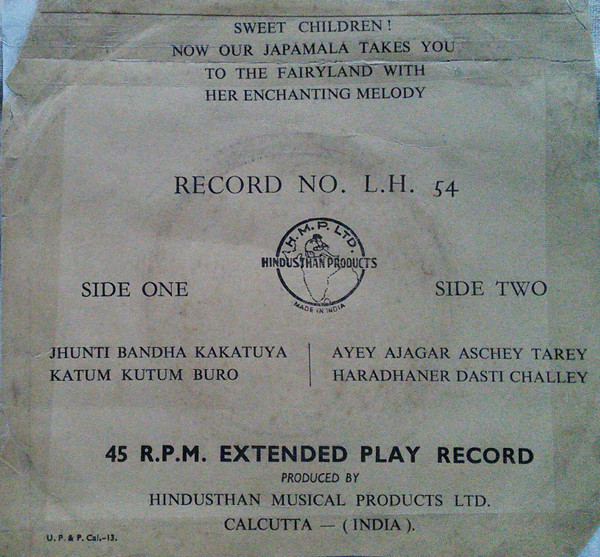 SWEET CHILDREN !
NOW OUR JAPAMALA TAKES YOU
TO THE FAIRYLAND WITH
HER ENCHANTING MELODY
RECORD NO. L.H. 54
H. M. P. LTD.
HINDUSTHAN PRODUCTS
MADE IN INDIA
SIDE ONE
SIDE TWO
JHUNTI BANDHA KAKATUYA
KATUM KUTUM BURO
AYEY AJAGAR ASCHEY TAREY
HARADHANER DASTI CHALLEY
45 R.P.M. EXTENDED PLAY RECORD
PRODUCED BY
HINDUSTHAN MUSICAL PRODUCTS LTD.
CALCUTTA — ( INDIA ).
U. P. & P. Cal.–13.